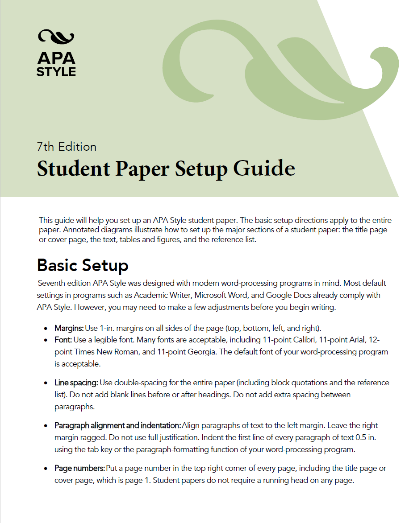 APA
STYLE
7th Edition
Student Paper Setup Guide
This guide will help you set up an APA Style student paper. The basic setup directions apply to the entire
paper. Annotated diagrams illustrate how to set up the major sections of a student paper: the title page
or cover page, the text, tables and figures, and the reference list.
Basic Setup
Seventh edition APA Style was designed with modern word-processing programs in mind. Most default
settings in programs such as Academic Writer, Microsoft Word, and Google Docs already comply with
APA Style. However, you may need to make a few adjustments before you begin writing.
• Margins: Use 1-in. margins on all sides of the page (top, bottom, left, and right).
• Font: Use a legible font. Many fonts are acceptable, including 11-point Calibri, 11-point Arial, 12-
point Times New Roman, and 11-point Georgia. The default font of your word-processing program
is acceptable.
• Line spacing: Use double-spacing for the entire paper (including block quotations and the reference
list). Do not add blank lines before or after headings. Do not add extra spacing between
paragraphs.
• Paragraph alignment and indentation: Align paragraphs of text to the left margin. Leave the right
margin ragged. Do not use full justification. Indent the first line of every paragraph of text 0.5 in.
using the tab key or the paragraph-formatting function of your word-processing program.
• Page numbers: Put a page number in the top right corner of every page, including the title page or
cover page, which is page 1. Student papers do not require a running head on any page.